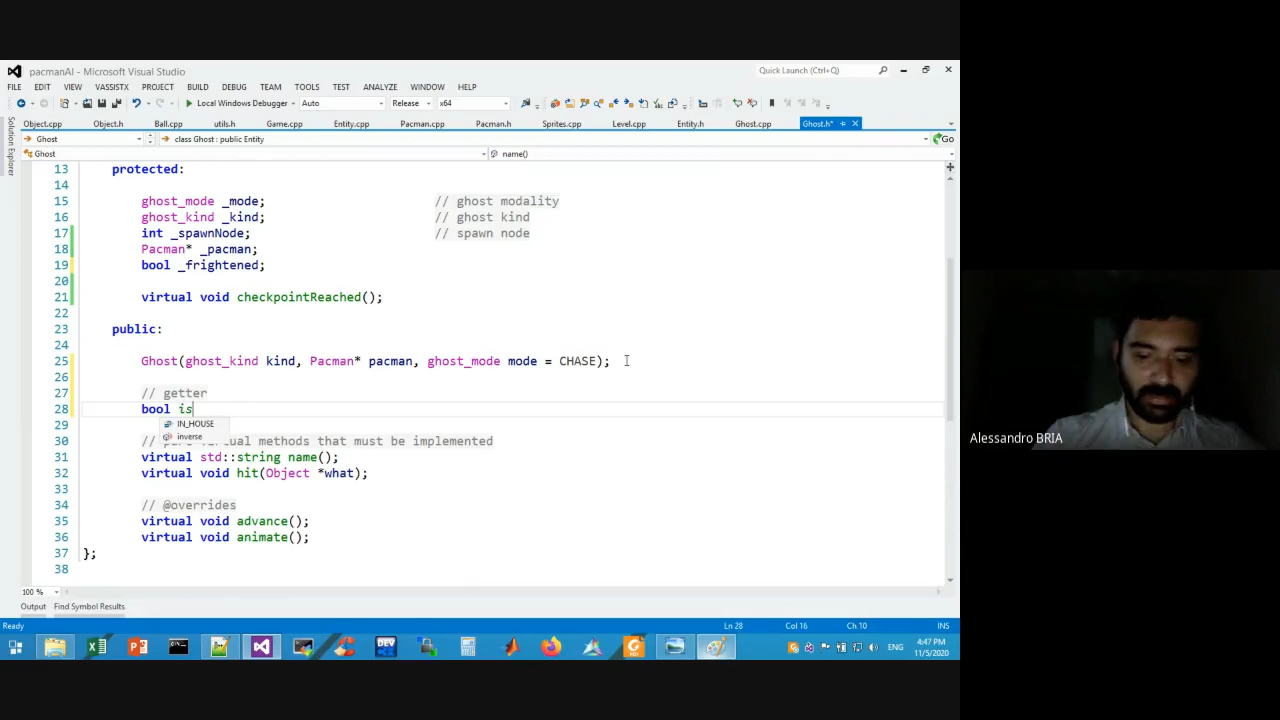 pacmanAI - Microsoft Visual Studio
Quick Launch (Ctrl+Q)
FILE EDIT VIEW VASSISTX PROJECT BUILD DEBUG TEAM TOOLS TEST ANALYZE WINDOW HELP
Local Windows Debugger Auto Release x64
Object.cpp Object.h Ball.cpp utils.h Game.cpp Entity.cpp Pacman.cpp Pacman.h Sprites.cpp Level.cpp Entity.h Ghost.cpp Ghost.h*
Ghost class Ghost : public Entity Go
Ghost name()
Solution Explorer
13 protected:
14
15 ghost_mode _mode; // ghost modality
16 ghost_kind _kind; // ghost kind
17 int _spawnNode; // spawn node
18 Pacman* _pacman;
19 bool _frightened;
20
21 virtual void checkpointReached();
22
23 public:
24
25 Ghost(ghost_kind kind, Pacman* pacman, ghost_mode mode = CHASE);
26
27 // getter
28 bool is
29 IN_HOUSE
inverse
30 // virtual methods that must be implemented
31 virtual std::string name();
32 virtual void hit(Object *what);
33
34 // @overrides
35 virtual void advance();
36 virtual void animate();
37 };
38
100 %
Output Find Symbol Results
Ready Ln 28 Col 16 Ch 10 INS
ENG
4:47 PM
11/5/2020
Alessandro BRIA